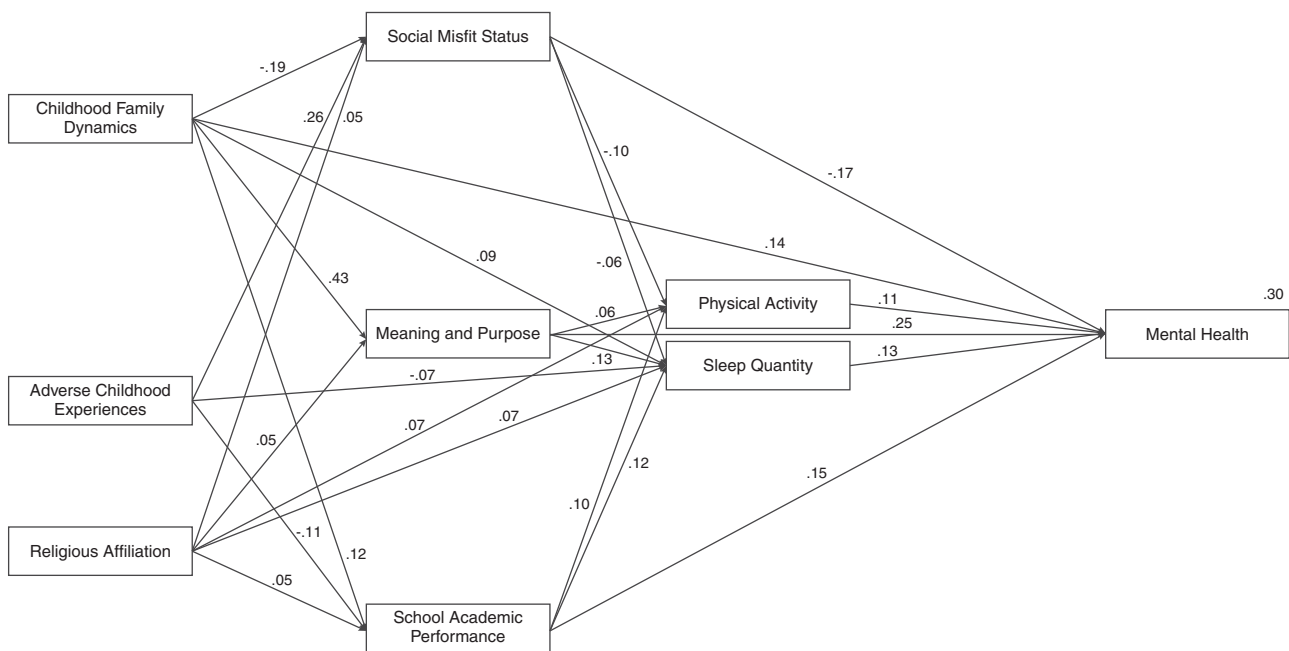 Social Misfit Status
-.19
Childhood Family
Dynamics
.26
.05
-.10
-.17
.14
.09
-.06
.43
.30
Physical Activity
.11
.06
Meaning and Purpose
.25
Mental Health
.13
.13
Sleep Quantity
-.07
Adverse Childhood
Experiences
.07
.07
.05
.12
.15
.10
-.11
Religious Affiliation
.12
.05
School Academic
Performance